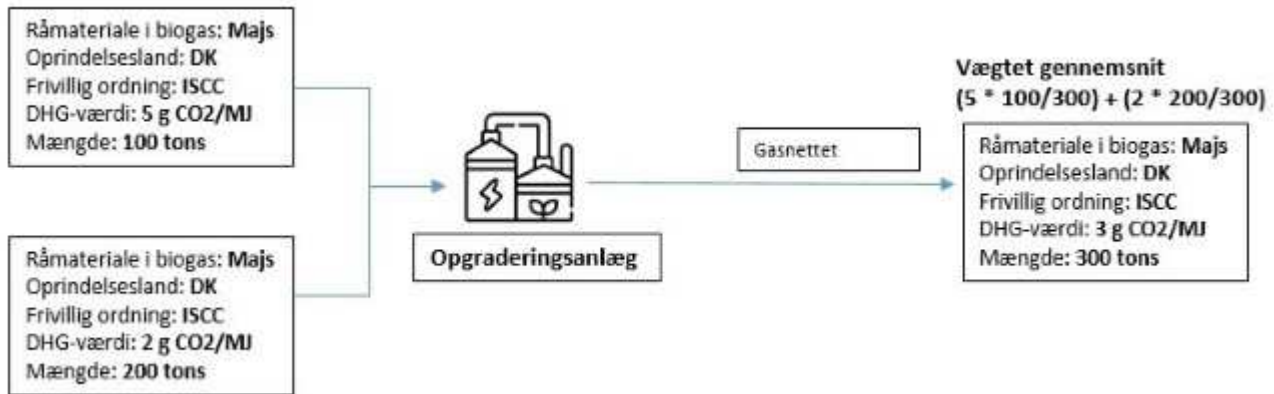 Råmateriale i biogas: Majs
Oprindelsesland: DK
Frivillig ordning: ISCC
DHG-værdi: 5 g CO2/MJ
Mængde: 100 tons
Råmateriale i biogas: Majs
Oprindelsesland: DK
Frivillig ordning: ISCC
DHG-værdi: 2 g CO2/MJ
Mængde: 200 tons
Opgraderingsanlæg
Gasnettet
Vægtet gennemsnit
(5 * 100/300) + (2 * 200/300)
Råmateriale i biogas: Majs
Oprindelsesland: DK
Frivillig ordning: ISCC
DHG-værdi: 3 g CO2/MJ
Mængde: 300 tons